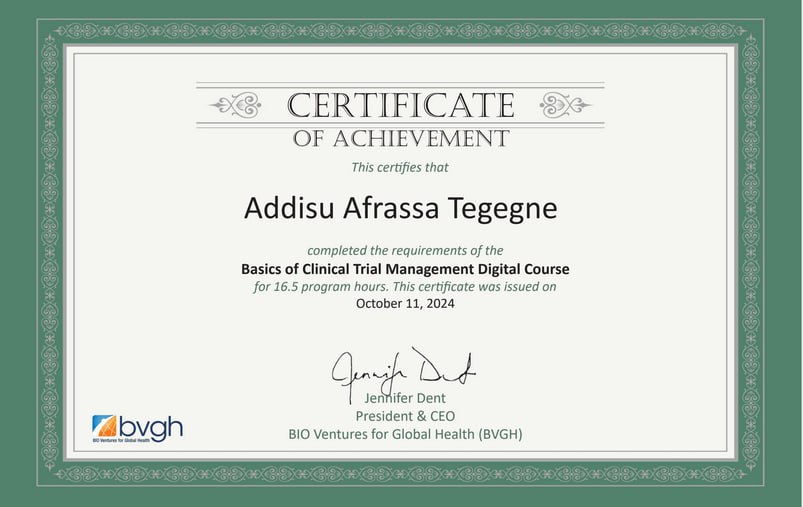 CERTIFICATE
OF ACHIEVEMENT
This certifies that
Addisu Afrassa Tegegne
completed the requirements of the
Basics of Clinical Trial Management Digital Course
for 16.5 program hours. This certificate was issued on
October 11, 2024
Jennifer Dent
Jennifer Dent
President & CEO
BIO Ventures for Global Health (BVGH)
bvgh
BIO Ventures for Global Health